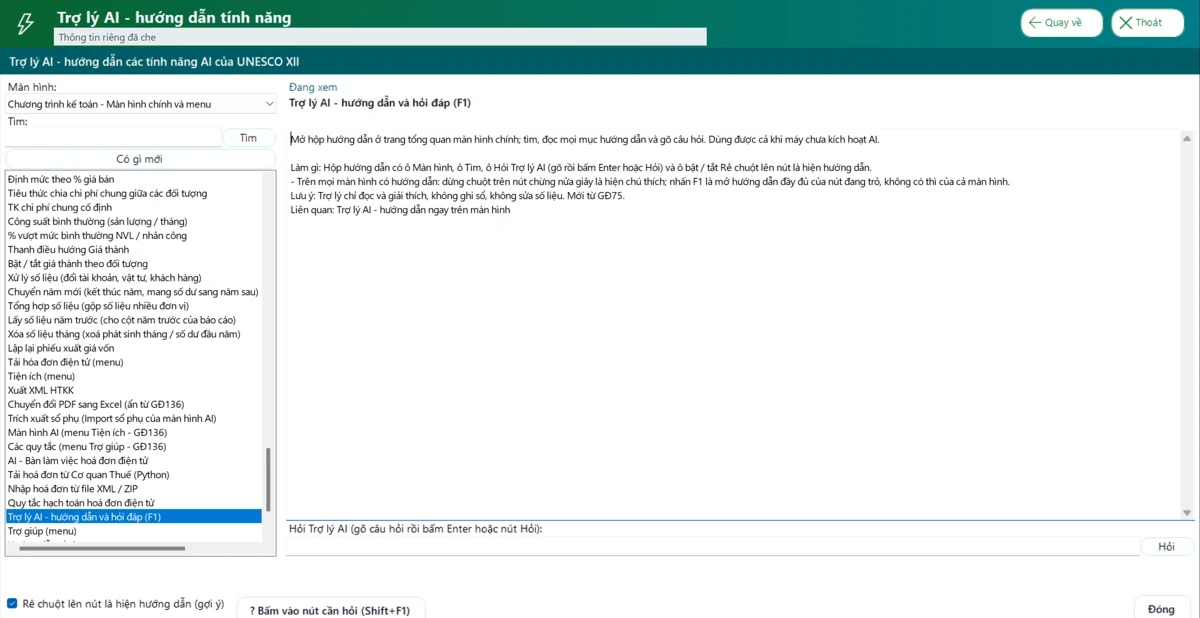 Trợ lý AI - hướng dẫn tính năng
Thông tin riêng đã che
Quay về
Thoát
Trợ lý AI - hướng dẫn các tính năng AI của UNESCO XII
Màn hình:
Chương trình kế toán - Màn hình chính và menu
Tìm:
Tìm
Có gì mới
Định mức theo % giá bán
Tiêu thức chia chi phí chung giữa các đối tượng
TK chi phí chung cố định
Công suất bình thường (sản lượng / tháng)
% vượt mức bình thường NVL / nhân công
Thanh điều hướng Giá thành
Bật / tắt giá thành theo đối tượng
Xử lý số liệu (đổi tài khoản, vật tư, khách hàng)
Chuyển năm mới (kết thúc năm, mang số dư sang năm sau)
Tổng hợp số liệu (gộp số liệu nhiều đơn vị)
Lấy số liệu năm trước (cho cột năm trước của báo cáo)
Xóa số liệu tháng (xoá phát sinh tháng / số dư đầu năm)
Lập lại phiếu xuất giá vốn
Tải hóa đơn điện tử (menu)
Tiện ích (menu)
Xuất XML HTKK
Chuyển đổi PDF sang Excel (ẩn từ GĐ136)
Trích xuất sổ phụ (Import sổ phụ của màn hình AI)
Màn hình AI (menu Tiện ích - GĐ136)
Các quy tắc (menu Trợ giúp - GĐ136)
AI - Bàn làm việc hoá đơn điện tử
Tải hoá đơn từ Cơ quan Thuế (Python)
Nhập hoá đơn từ file XML / ZIP
Quy tắc hạch toán hoá đơn điện tử
Trợ lý AI - hướng dẫn và hỏi đáp (F1)
Trợ giúp (menu)
Đang xem
Trợ lý AI - hướng dẫn và hỏi đáp (F1)
Mở hộp hướng dẫn ở trang tổng quan màn hình chính; tìm, đọc mọi mục hướng dẫn và gõ câu hỏi. Dùng được cả khi máy chưa kích hoạt AI.
Làm gì: Hộp hướng dẫn có ô Màn hình, ô Tìm, ô Hỏi Trợ lý AI (gõ rồi bấm Enter hoặc Hỏi) và ô bật / tắt Rê chuột lên nút là hiện hướng dẫn.
- Trên mọi màn hình có hướng dẫn: dừng chuột trên nút chừng nửa giây là hiện chú thích; nhấn F1 là mở hướng dẫn đầy đủ của nút đang trỏ, không có thì của cả màn hình.
Lưu ý: Trợ lý chỉ đọc và giải thích, không ghi sổ, không sửa số liệu. Mới từ GĐ75.
Liên quan: Trợ lý AI - hướng dẫn ngay trên màn hình
Hỏi Trợ lý AI (gõ câu hỏi rồi bấm Enter hoặc nút Hỏi):
Hỏi
Rê chuột lên nút là hiện hướng dẫn (gợi ý)
? Bấm vào nút cần hỏi (Shift+F1)
Đóng